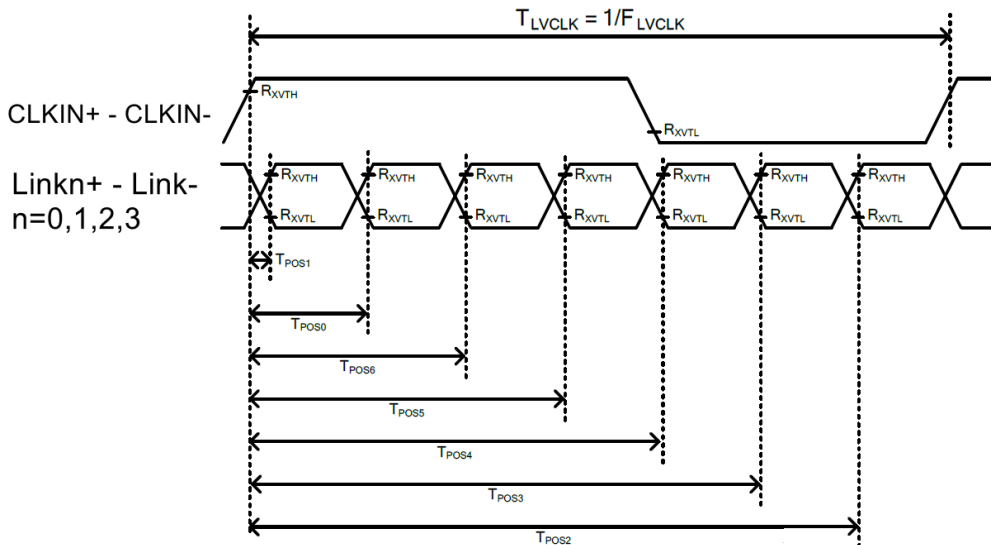 TLVCLK = 1/FLVCLK
CLKIN+ - CLKIN-
RXVTH
RXVTL
Linkn+ - Link-
n=0,1,2,3
RXVTH RXVTH RXVTH RXVTH RXVTH RXVTH RXVTH
RXVTL RXVTL RXVTL RXVTL RXVTL RXVTL RXVTL
TPOS1
TPOS0
TPOS6
TPOS5
TPOS4
TPOS3
TPOS2